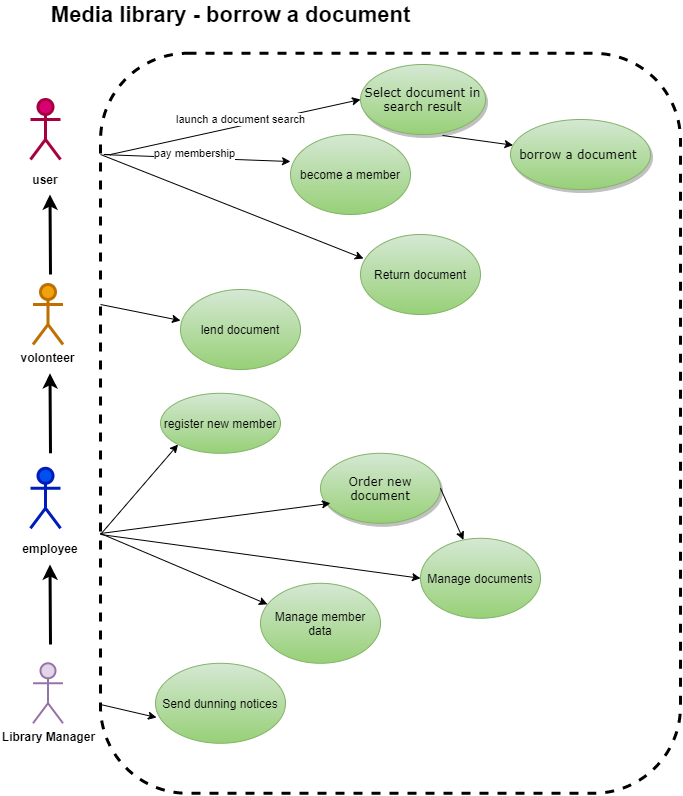 Media library - borrow a document
Select document in
search result
launch a document search
borrow a document
pay membership
become a member
user
Return document
lend document
volonteer
register new member
Order new
document
employee
Manage documents
Manage member
data
Send dunning notices
Library Manager